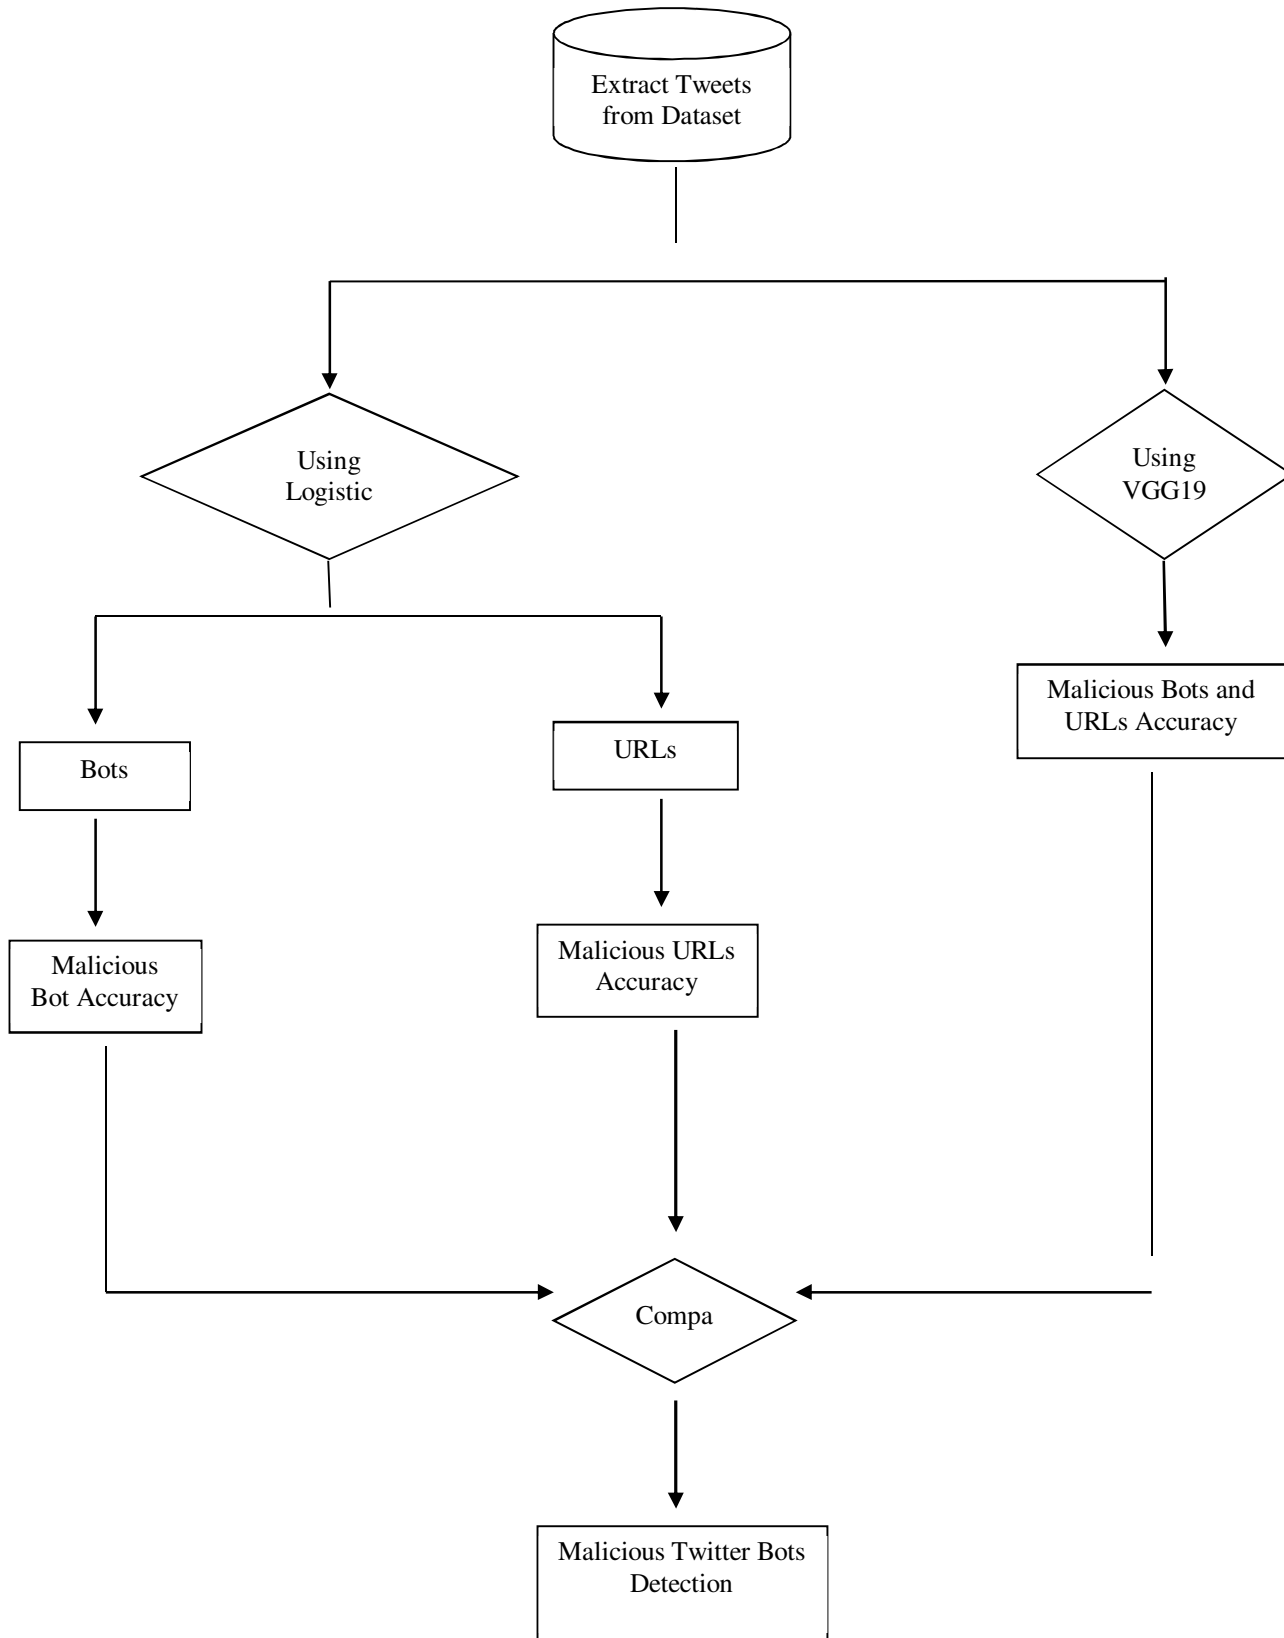 Extract Tweets
from Dataset
Using
Logistic
Using
VGG19
Malicious Bots and
URLs Accuracy
Bots
URLs
Malicious
Bot Accuracy
Malicious URLs
Accuracy
Compa
Malicious Twitter Bots
Detection